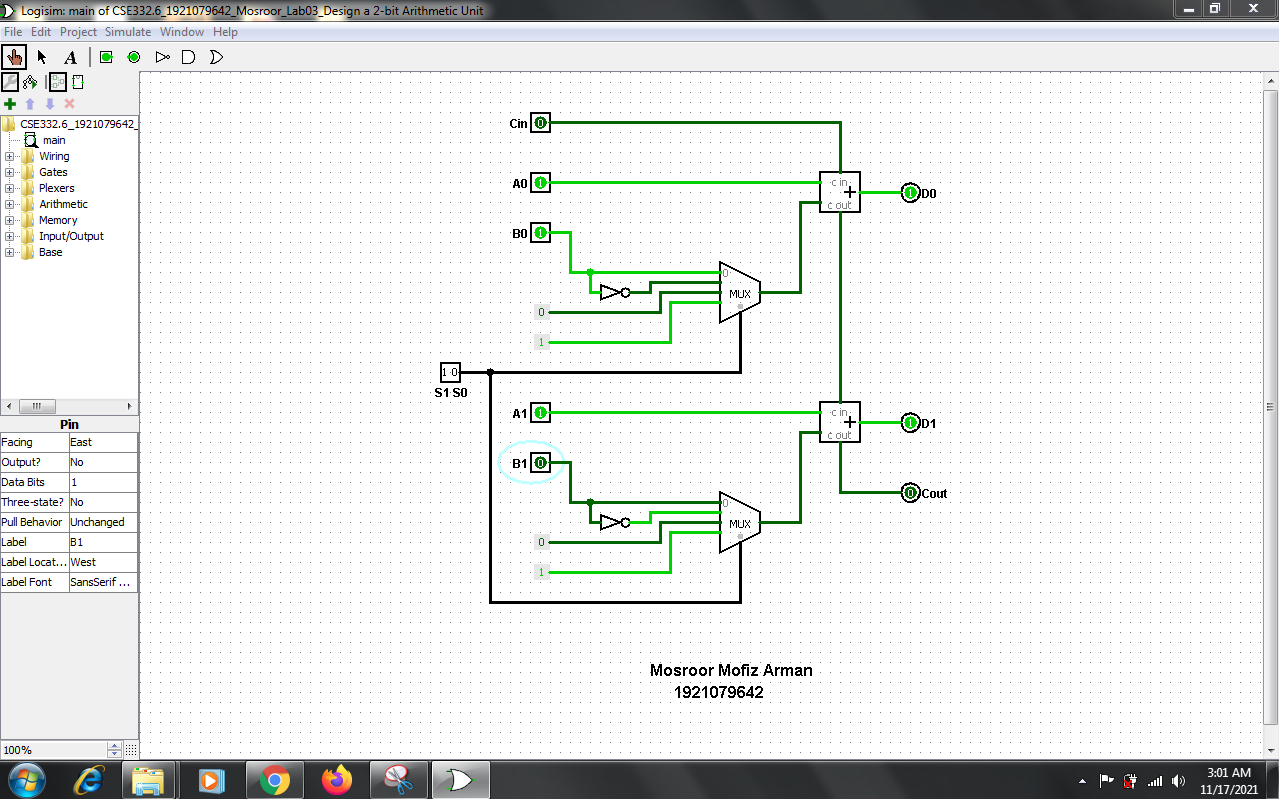 Logisim: main of CSE332.6_1921079642_Mosroor_Lab03_Design a 2-bit Arithmetic Unit
File Edit Project Simulate Window Help
A
CSE332.6_1921079642_
main
Wiring
Gates
Plexers
Arithmetic
Memory
Input/Output
Base
Pin
Facing East
Output? No
Data Bits 1
Three-state? No
Pull Behavior Unchanged
Label B1
Label Locat... West
Label Font SansSerif ...
100%
Cin 0
A0 1
c in
+
c out
1 D0
B0 1
0
MUX
0
1
1 0
S1 S0
A1 1
c in
+
c out
1 D1
B1 0
0 Cout
0
MUX
0
1
Mosroor Mofiz Arman
1921079642
3:01 AM
11/17/2021